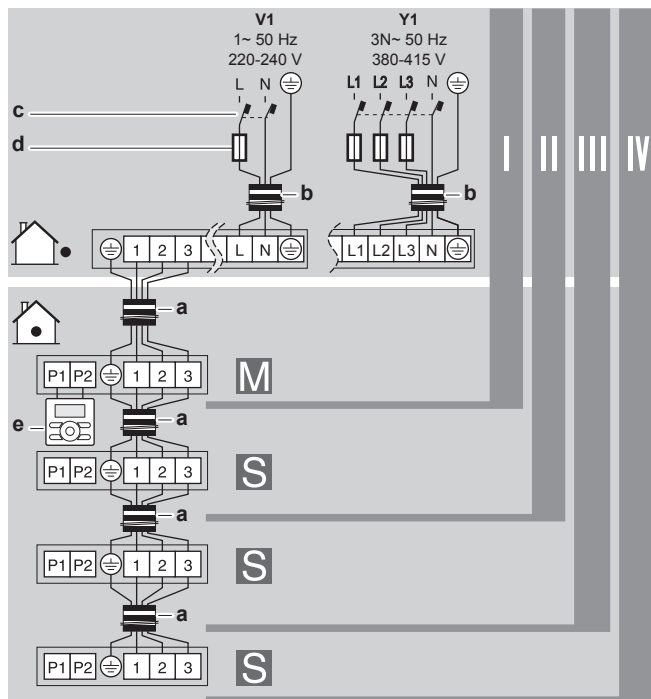 V1 Y1
1~ 50 Hz 3N~ 50 Hz
220-240 V 380-415 V
L N L1 L2 L3 N
c
d
I II III IV
b b
1 2 3 L N L1 L2 L3 N
a
P1 P2 1 2 3 M
e a
P1 P2 1 2 3 S
a
P1 P2 1 2 3 S
a
P1 P2 1 2 3 S